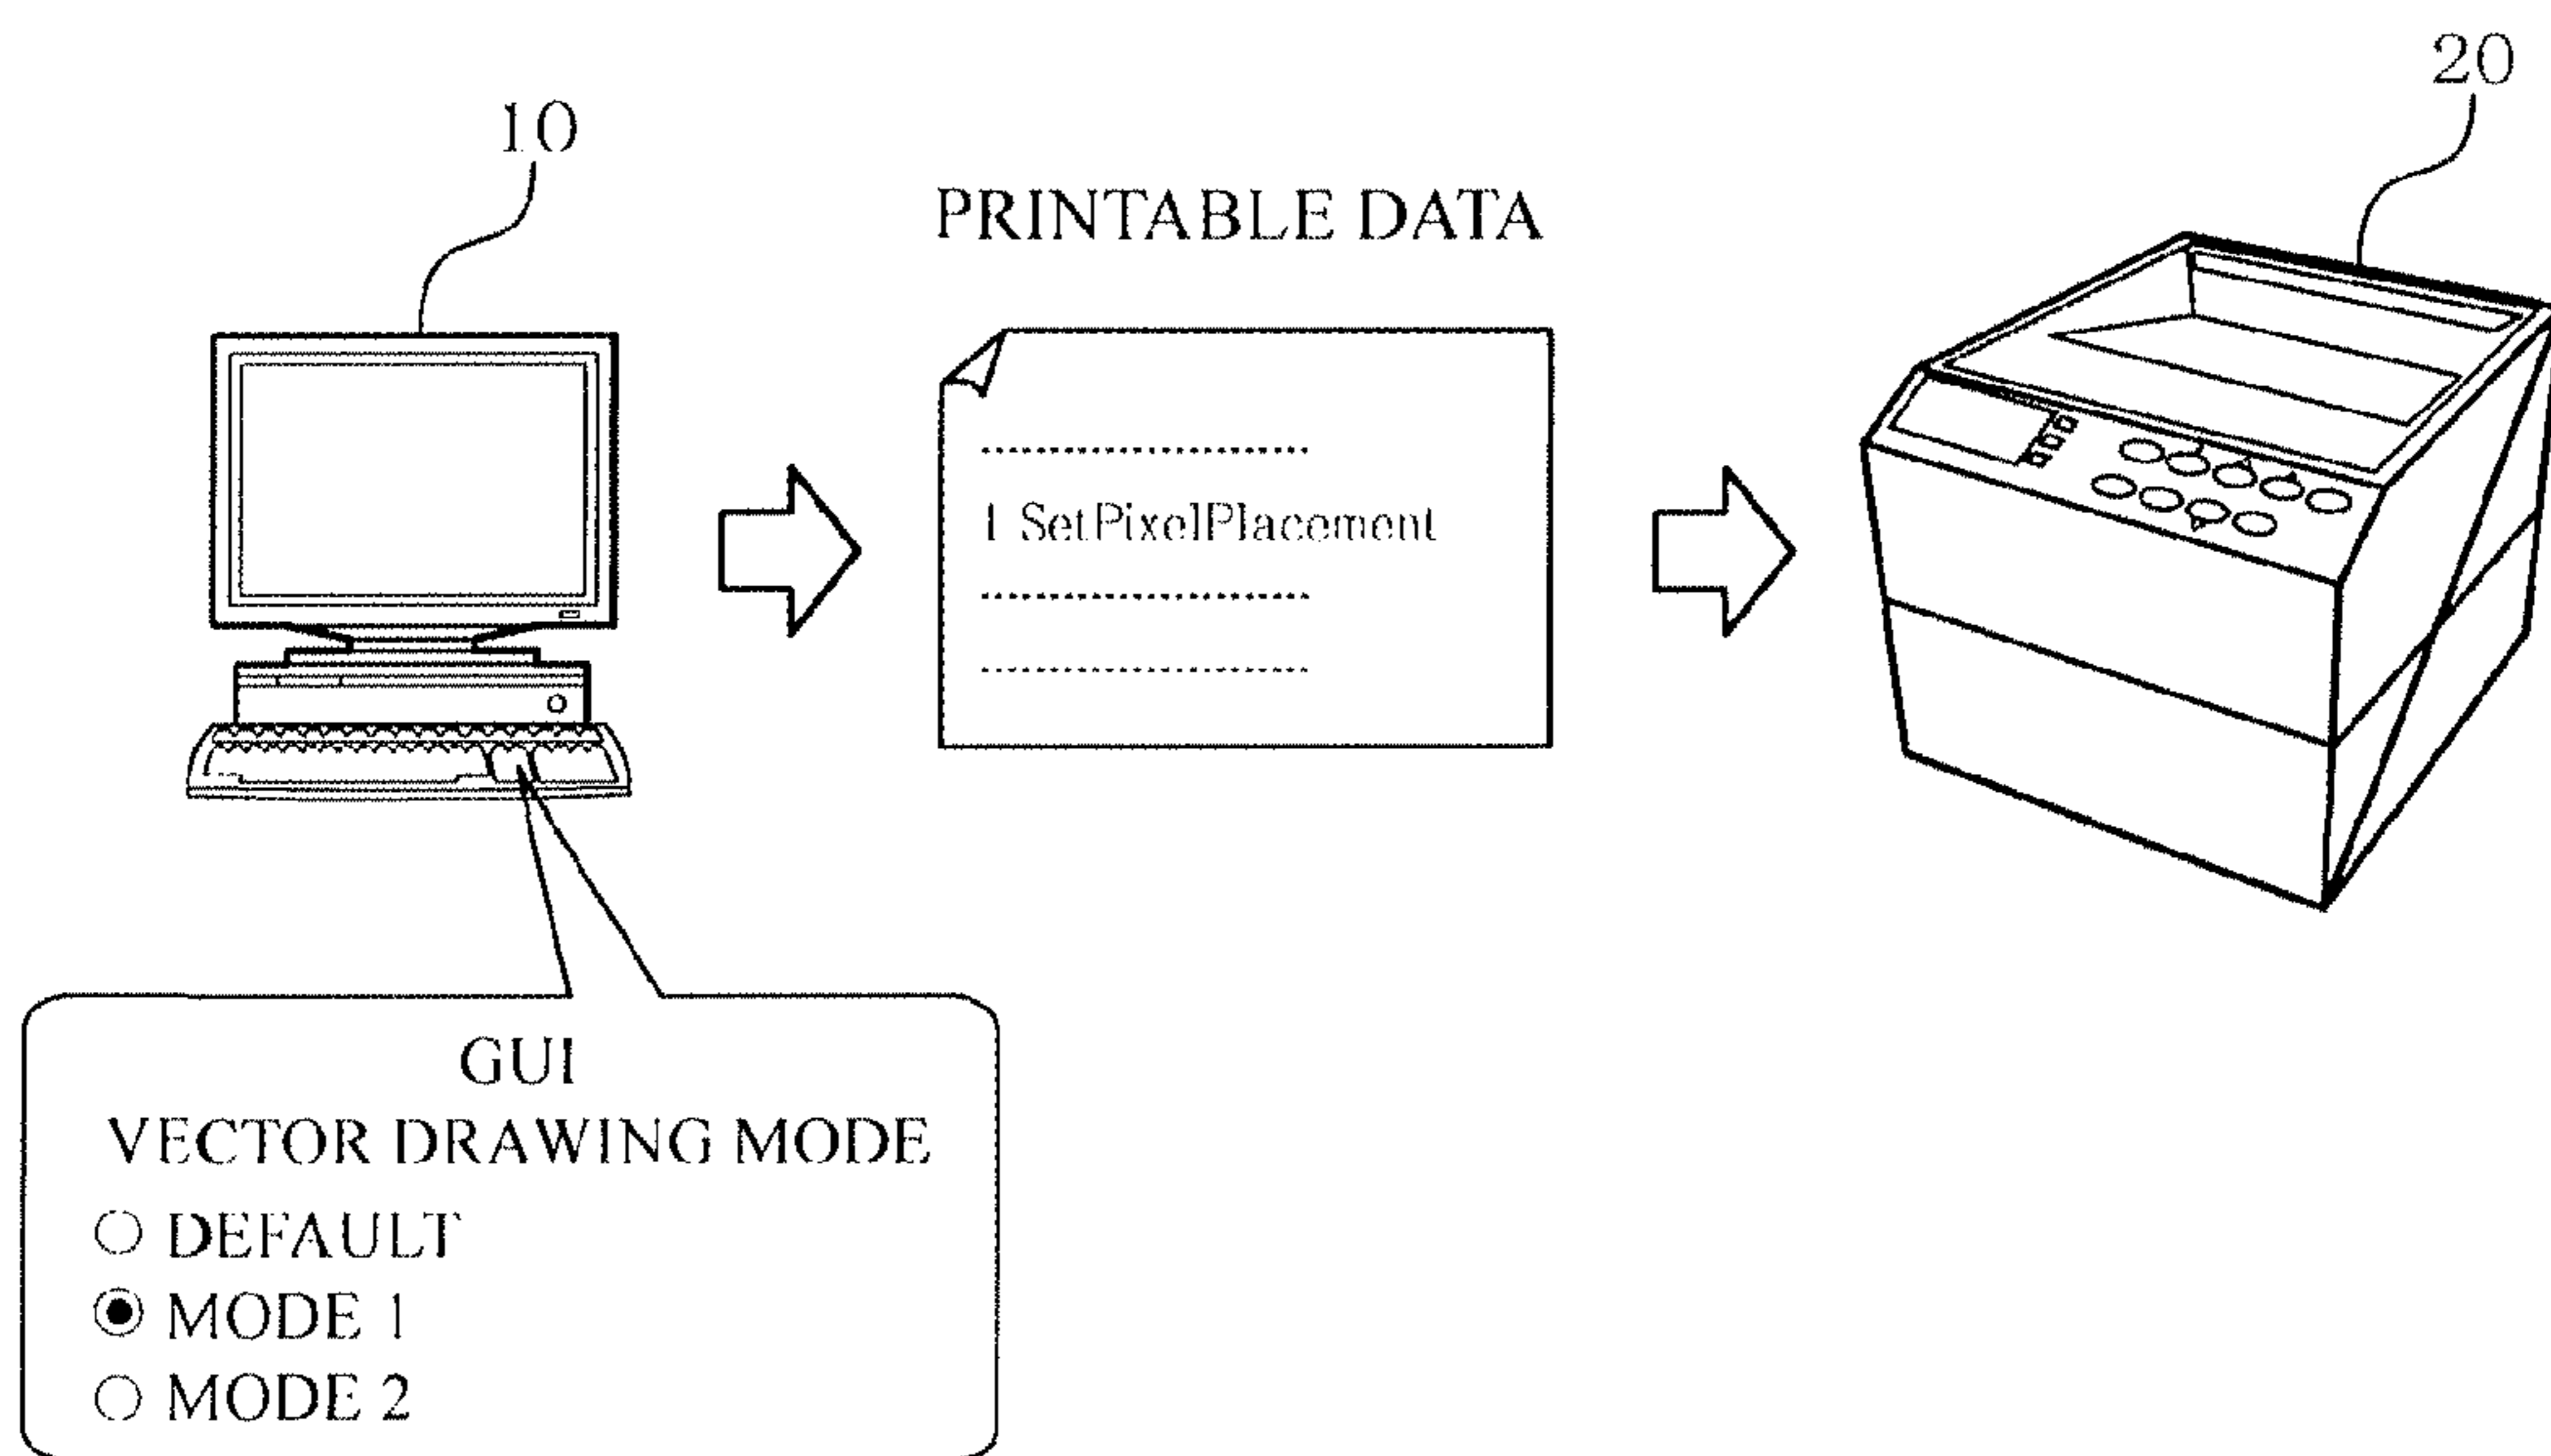 10
20
PRINTABLE DATA
1 SetPixelPlacement
GUI
VECTOR DRAWING MODE
DEFAULT
MODE 1
MODE 2